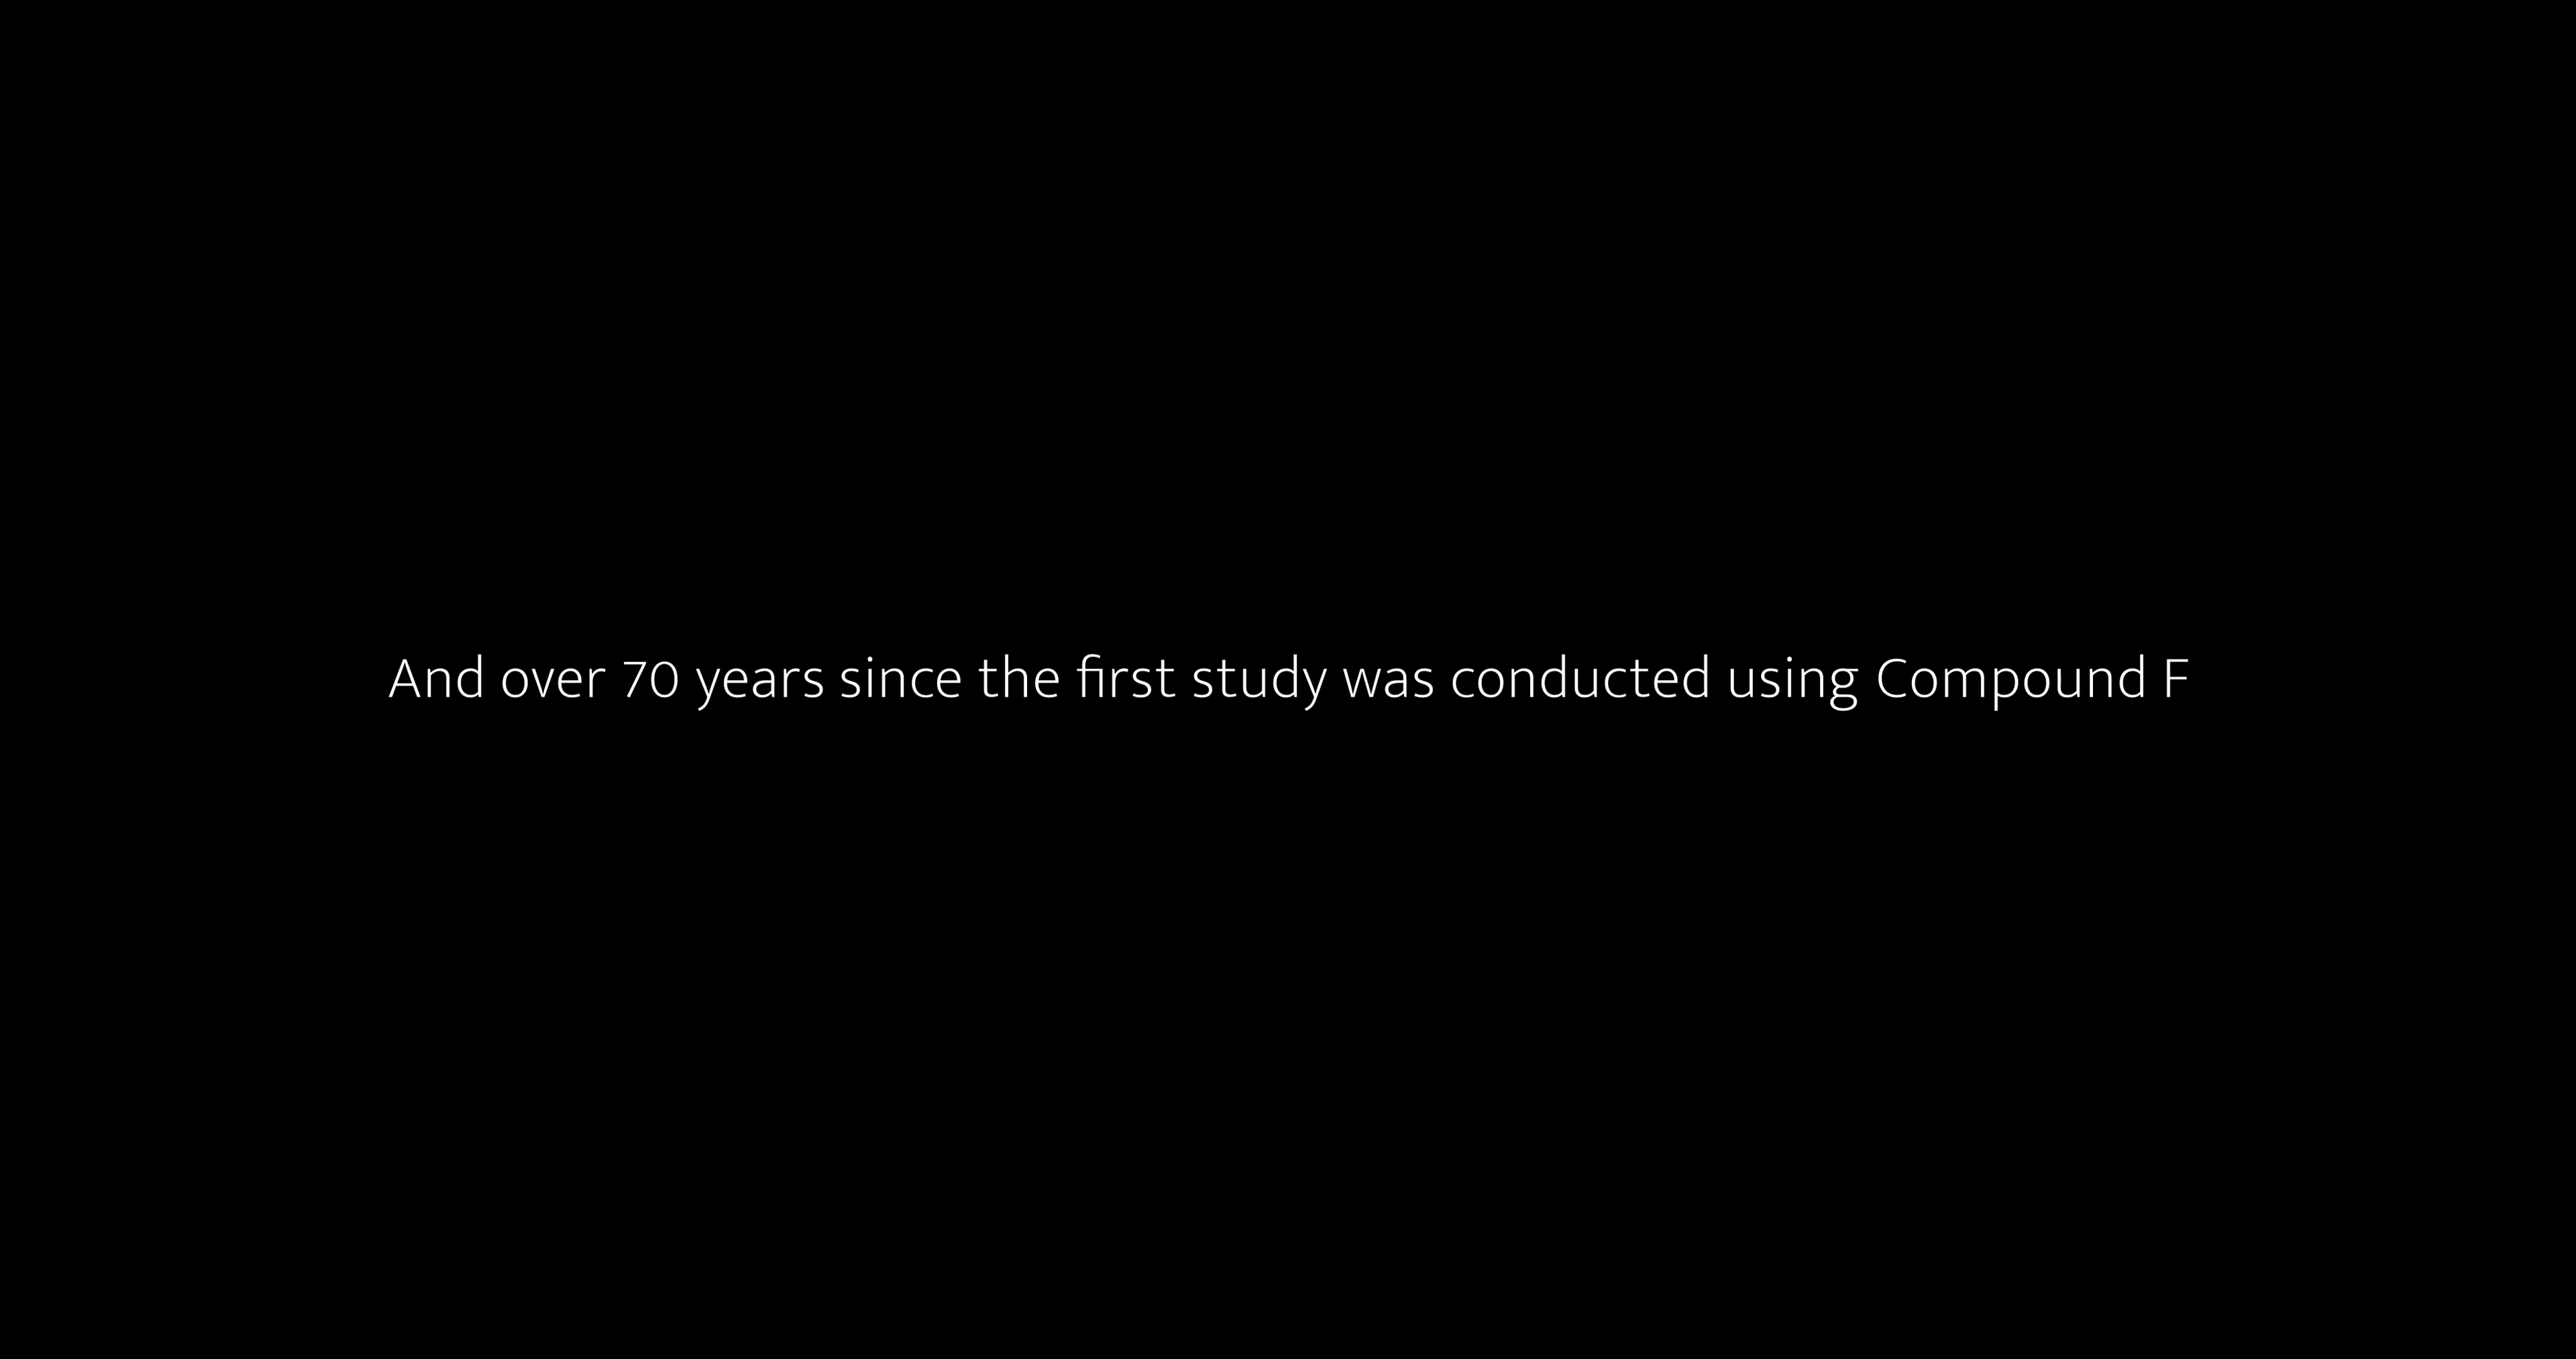 And over 70 years since the first study was conducted using Compound F